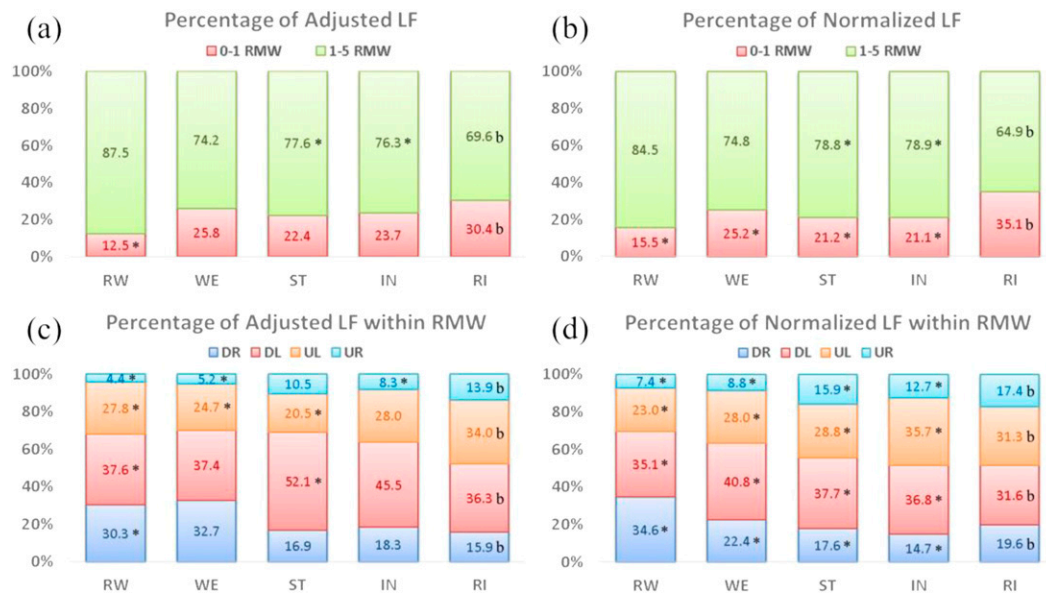 (a)
Percentage of Adjusted LF
0-1 RMW 1-5 RMW
100%
80%
60%
40%
20%
0%
87.5 74.2 77.6 * 76.3 * 69.6 b
12.5 * 25.8 22.4 23.7 30.4 b
RW WE ST IN RI
(b)
Percentage of Normalized LF
0-1 RMW 1-5 RMW
100%
80%
60%
40%
20%
0%
84.5 74.8 78.8 * 78.9 * 64.9 b
15.5 * 25.2 * 21.2 * 21.1 * 35.1 b
RW WE ST IN RI
(c)
Percentage of Adjusted LF within RMW
DR DL UL UR
100%
80%
60%
40%
20%
0%
4.4 * 5.2 * 10.5 8.3 * 13.9 b
27.8 * 24.7 * 20.5 * 28.0 34.0 b
37.6 * 37.4 52.1 * 45.5 36.3 b
30.3 * 32.7 16.9 18.3 15.9 b
RW WE ST IN RI
(d)
Percentage of Normalized LF within RMW
DR DL UL UR
100%
80%
60%
40%
20%
0%
7.4 * 8.8 * 15.9 * 12.7 * 17.4 b
23.0 * 28.0 * 28.8 * 35.7 * 31.3 b
35.1 * 40.8 * 37.7 * 36.8 * 31.6 b
34.6 * 22.4 * 17.6 * 14.7 * 19.6 b
RW WE ST IN RI